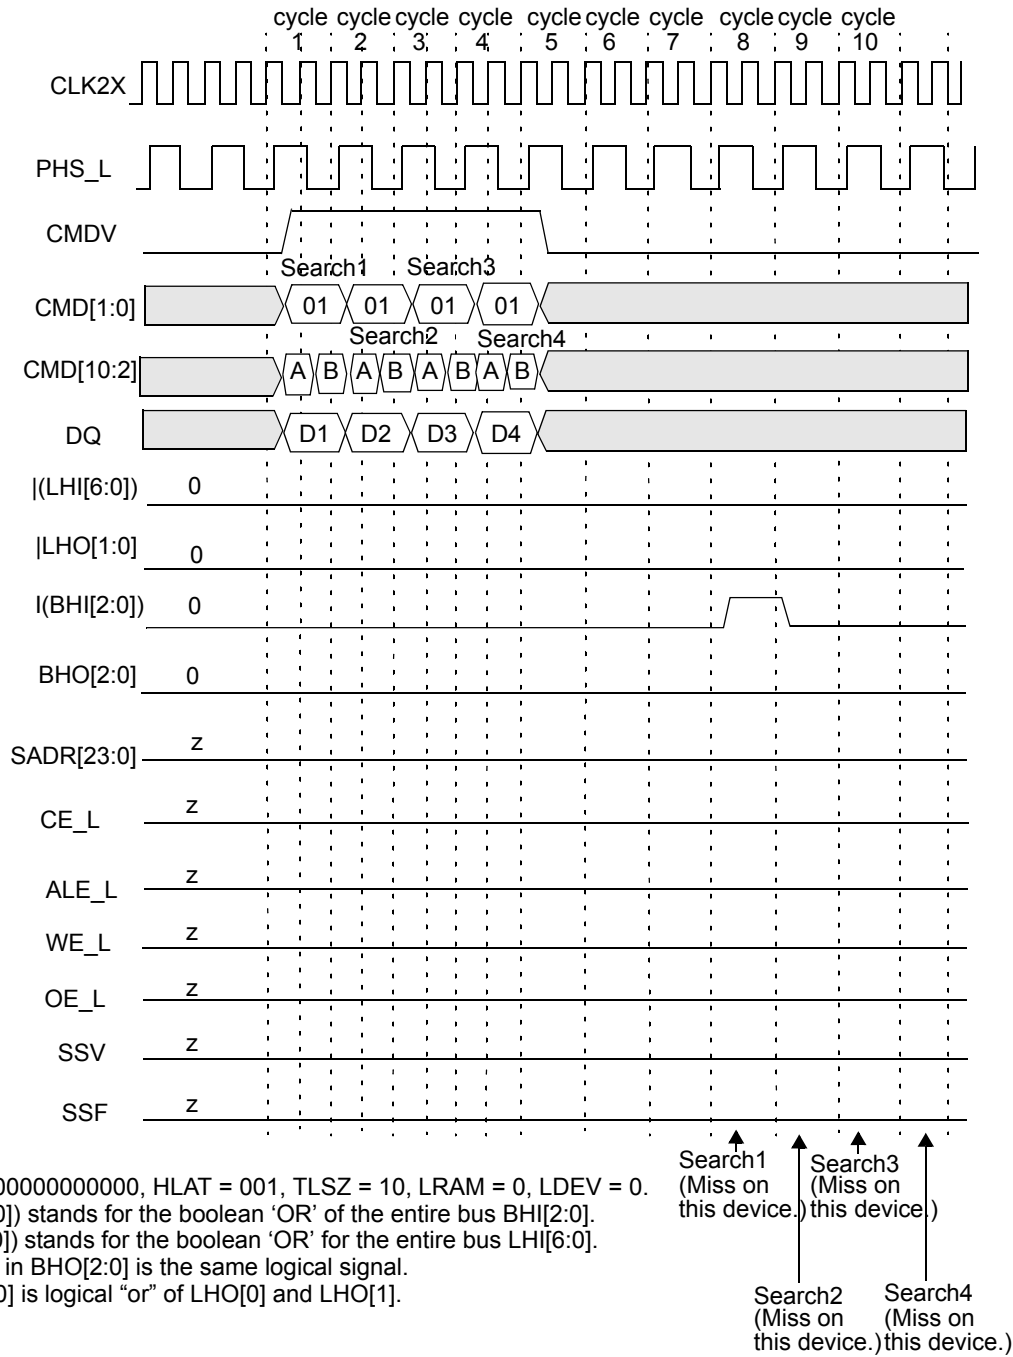 cycle cycle cycle cycle cycle cycle cycle cycle cycle cycle
1 2 3 4 5 6 7 8 9 10
CLK2X
PHS_L
CMDV
Search1 Search3
CMD[1:0] 01 01 01 01
Search2 Search4
CMD[10:2] A B A B A B A B
DQ D1 D2 D3 D4
|(LHI[6:0]) 0
|LHO[1:0] 0
I(BHI[2:0]) 0
BHO[2:0] 0
SADR[23:0] z
CE_L z
ALE_L z
WE_L z
OE_L z
SSV z
SSF z
Search1
(Miss on
this device.)
Search3
(Miss on
this device.)
00000000000, HLAT = 001, TLSZ = 10, LRAM = 0, LDEV = 0.
0]) stands for the boolean ‘OR’ of the entire bus BHI[2:0].
0]) stands for the boolean ‘OR’ for the entire bus LHI[6:0].
in BHO[2:0] is the same logical signal.
0] is logical “or” of LHO[0] and LHO[1].
Search2
(Miss on
this device.)
Search4
(Miss on
this device.)